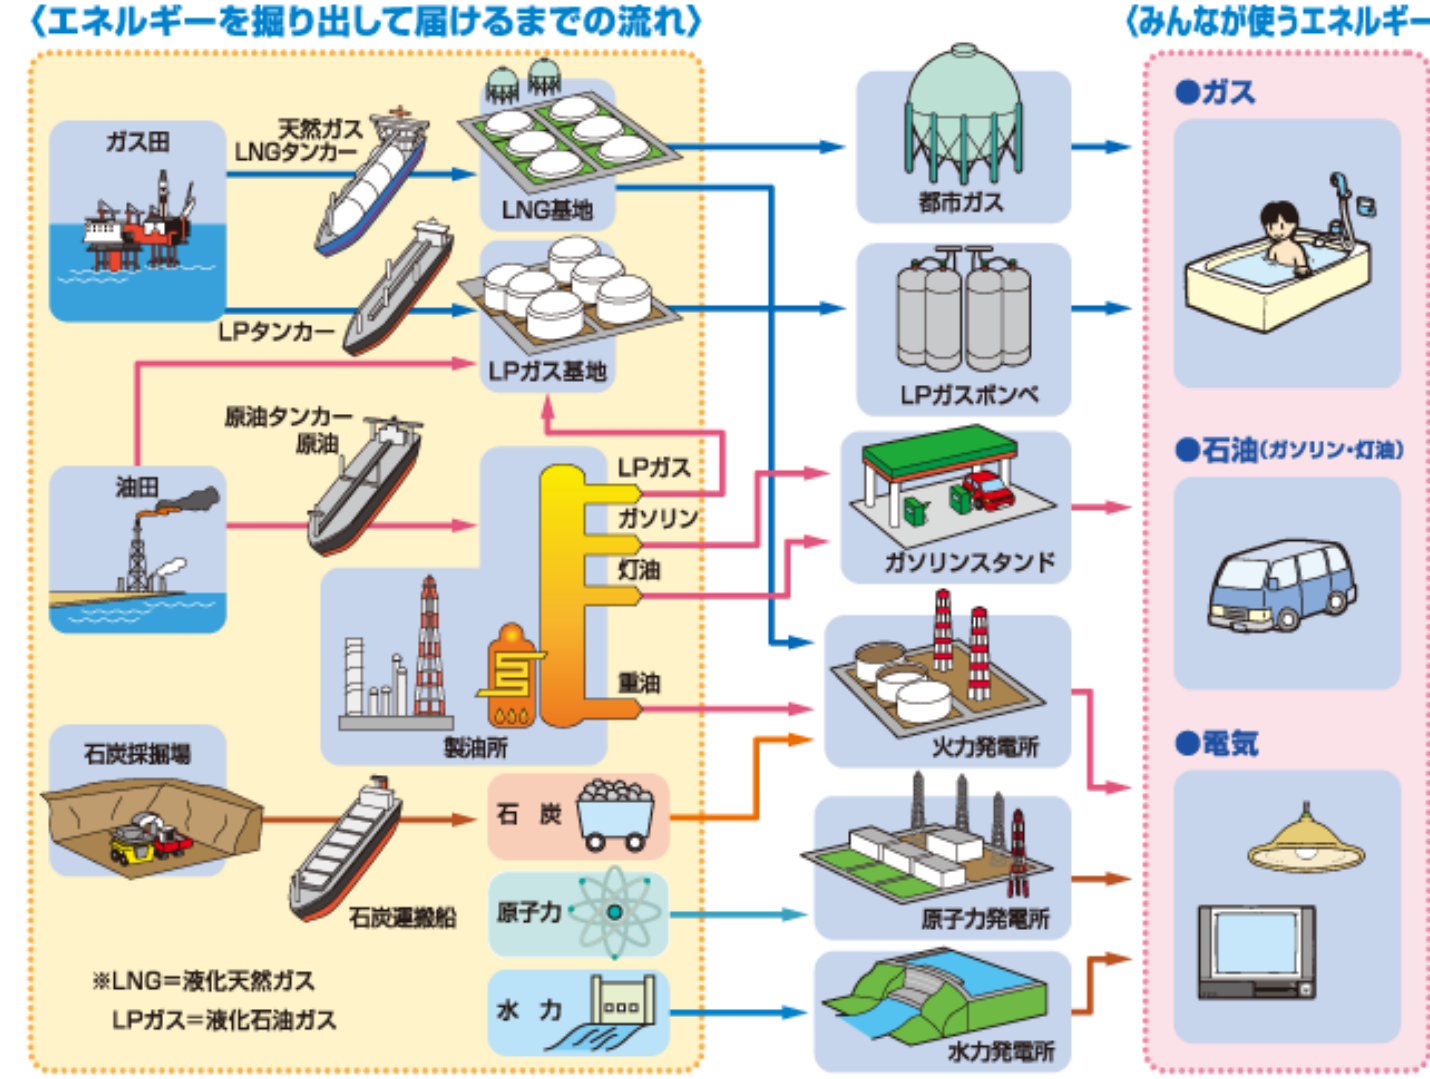 〈エネルギーを掘り出して届けるまでの流れ〉
〈みんなが使うエネルギー
ガス田
天然ガス
LNGタンカー
LNG基地
都市ガス
●ガス
LPタンカー
LPガス基地
LPガスボンベ
原油タンカー
原油
油田
LPガス
ガソリン
灯油
重油
製油所
ガソリンスタンド
●石油(ガソリン・灯油)
火力発電所
石炭採掘場
石炭運搬船
石 炭
原子力
原子力発電所
水 力
水力発電所
●電気
※LNG=液化天然ガス
LPガス=液化石油ガス